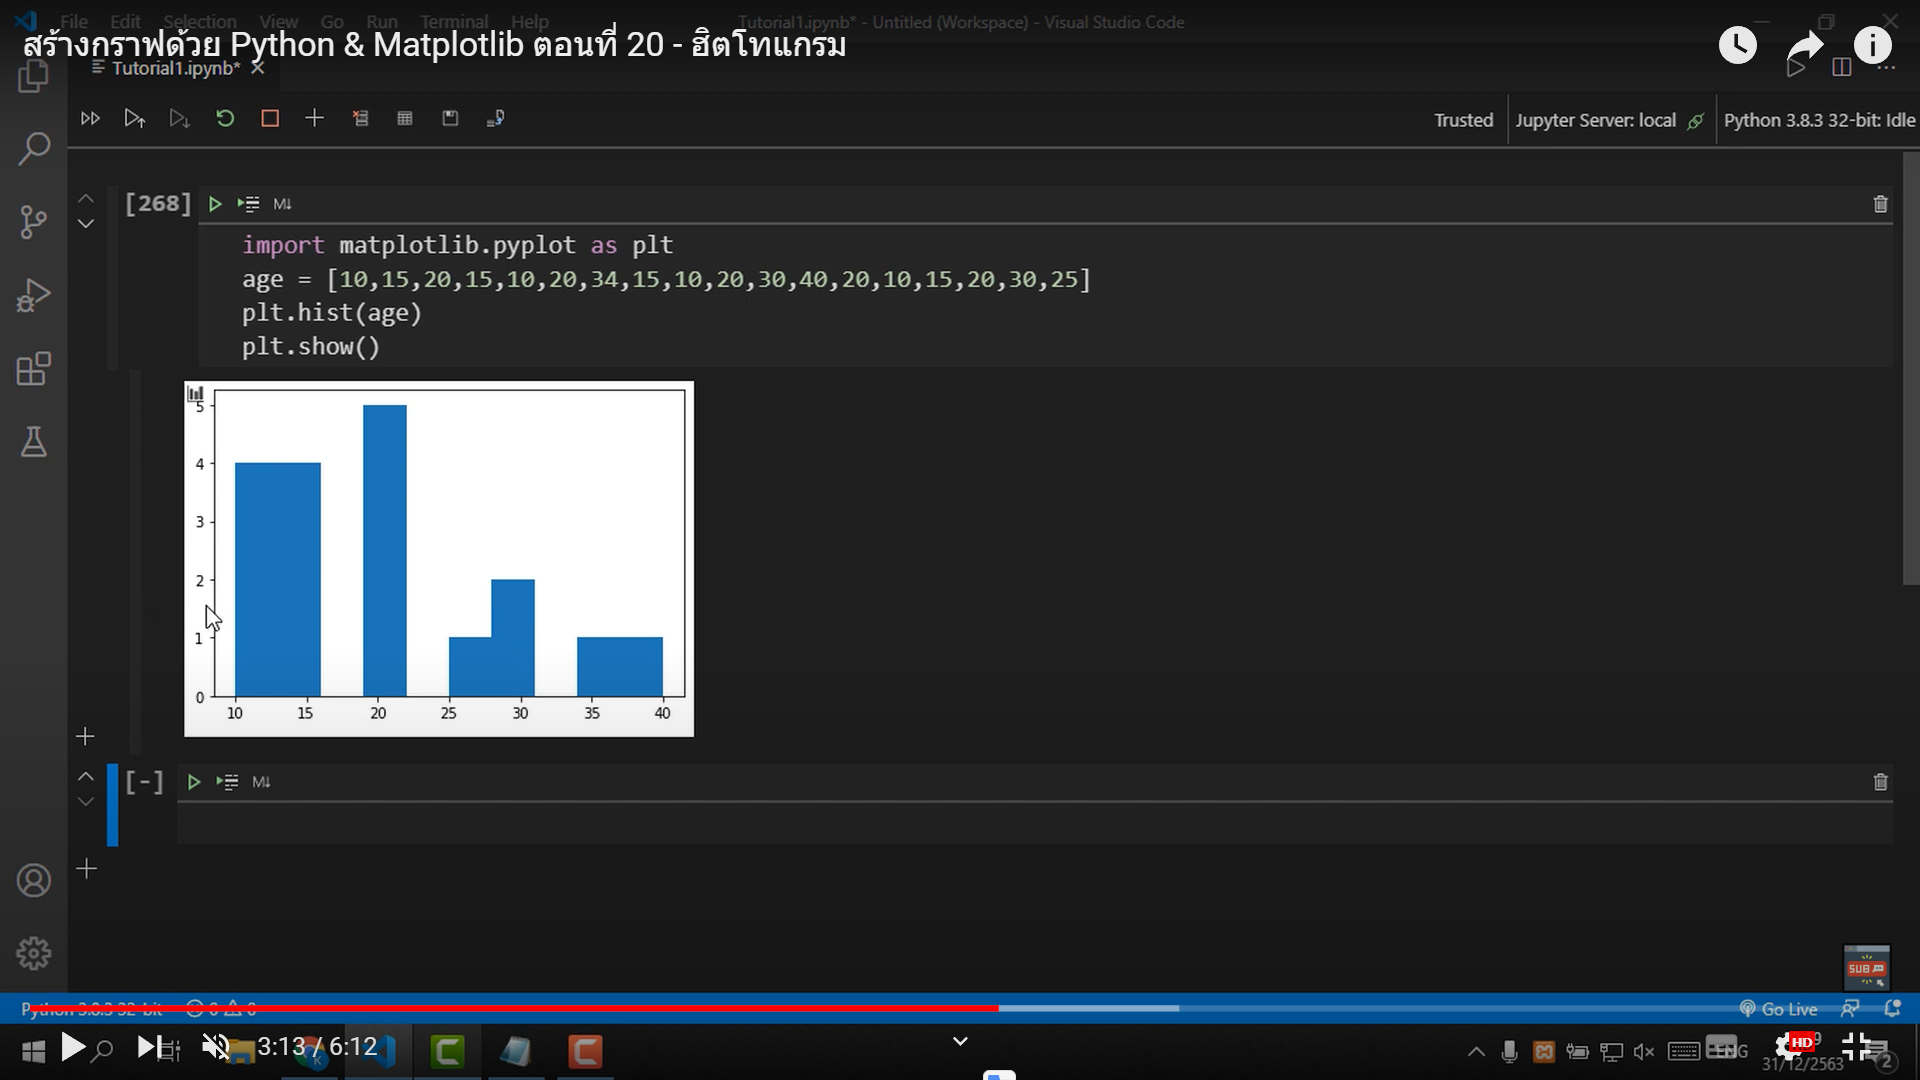 File Edit Selection View Go Run Terminal Help Tutorial1.ipynb* - Untitled (Workspace) - Visual Studio Code
สร้างกราฟด้วย Python & Matplotlib ตอนที่ 20 - ฮิตโทแกรม
Tutorial1.ipynb*
Trusted Jupyter Server: local Python 3.8.3 32-bit: Idle
[268] M↓
import matplotlib.pyplot as plt
age = [10,15,20,15,10,20,34,15,10,20,30,40,20,10,15,20,30,25]
plt.hist(age)
plt.show()
5
4
3
2
1
0
10 15 20 25 30 35 40
[-] M↓
SUB
Python 3.8.3 32-bit 0 0 Go Live
3:13 / 6:12 ENG HD
31/12/2563 2